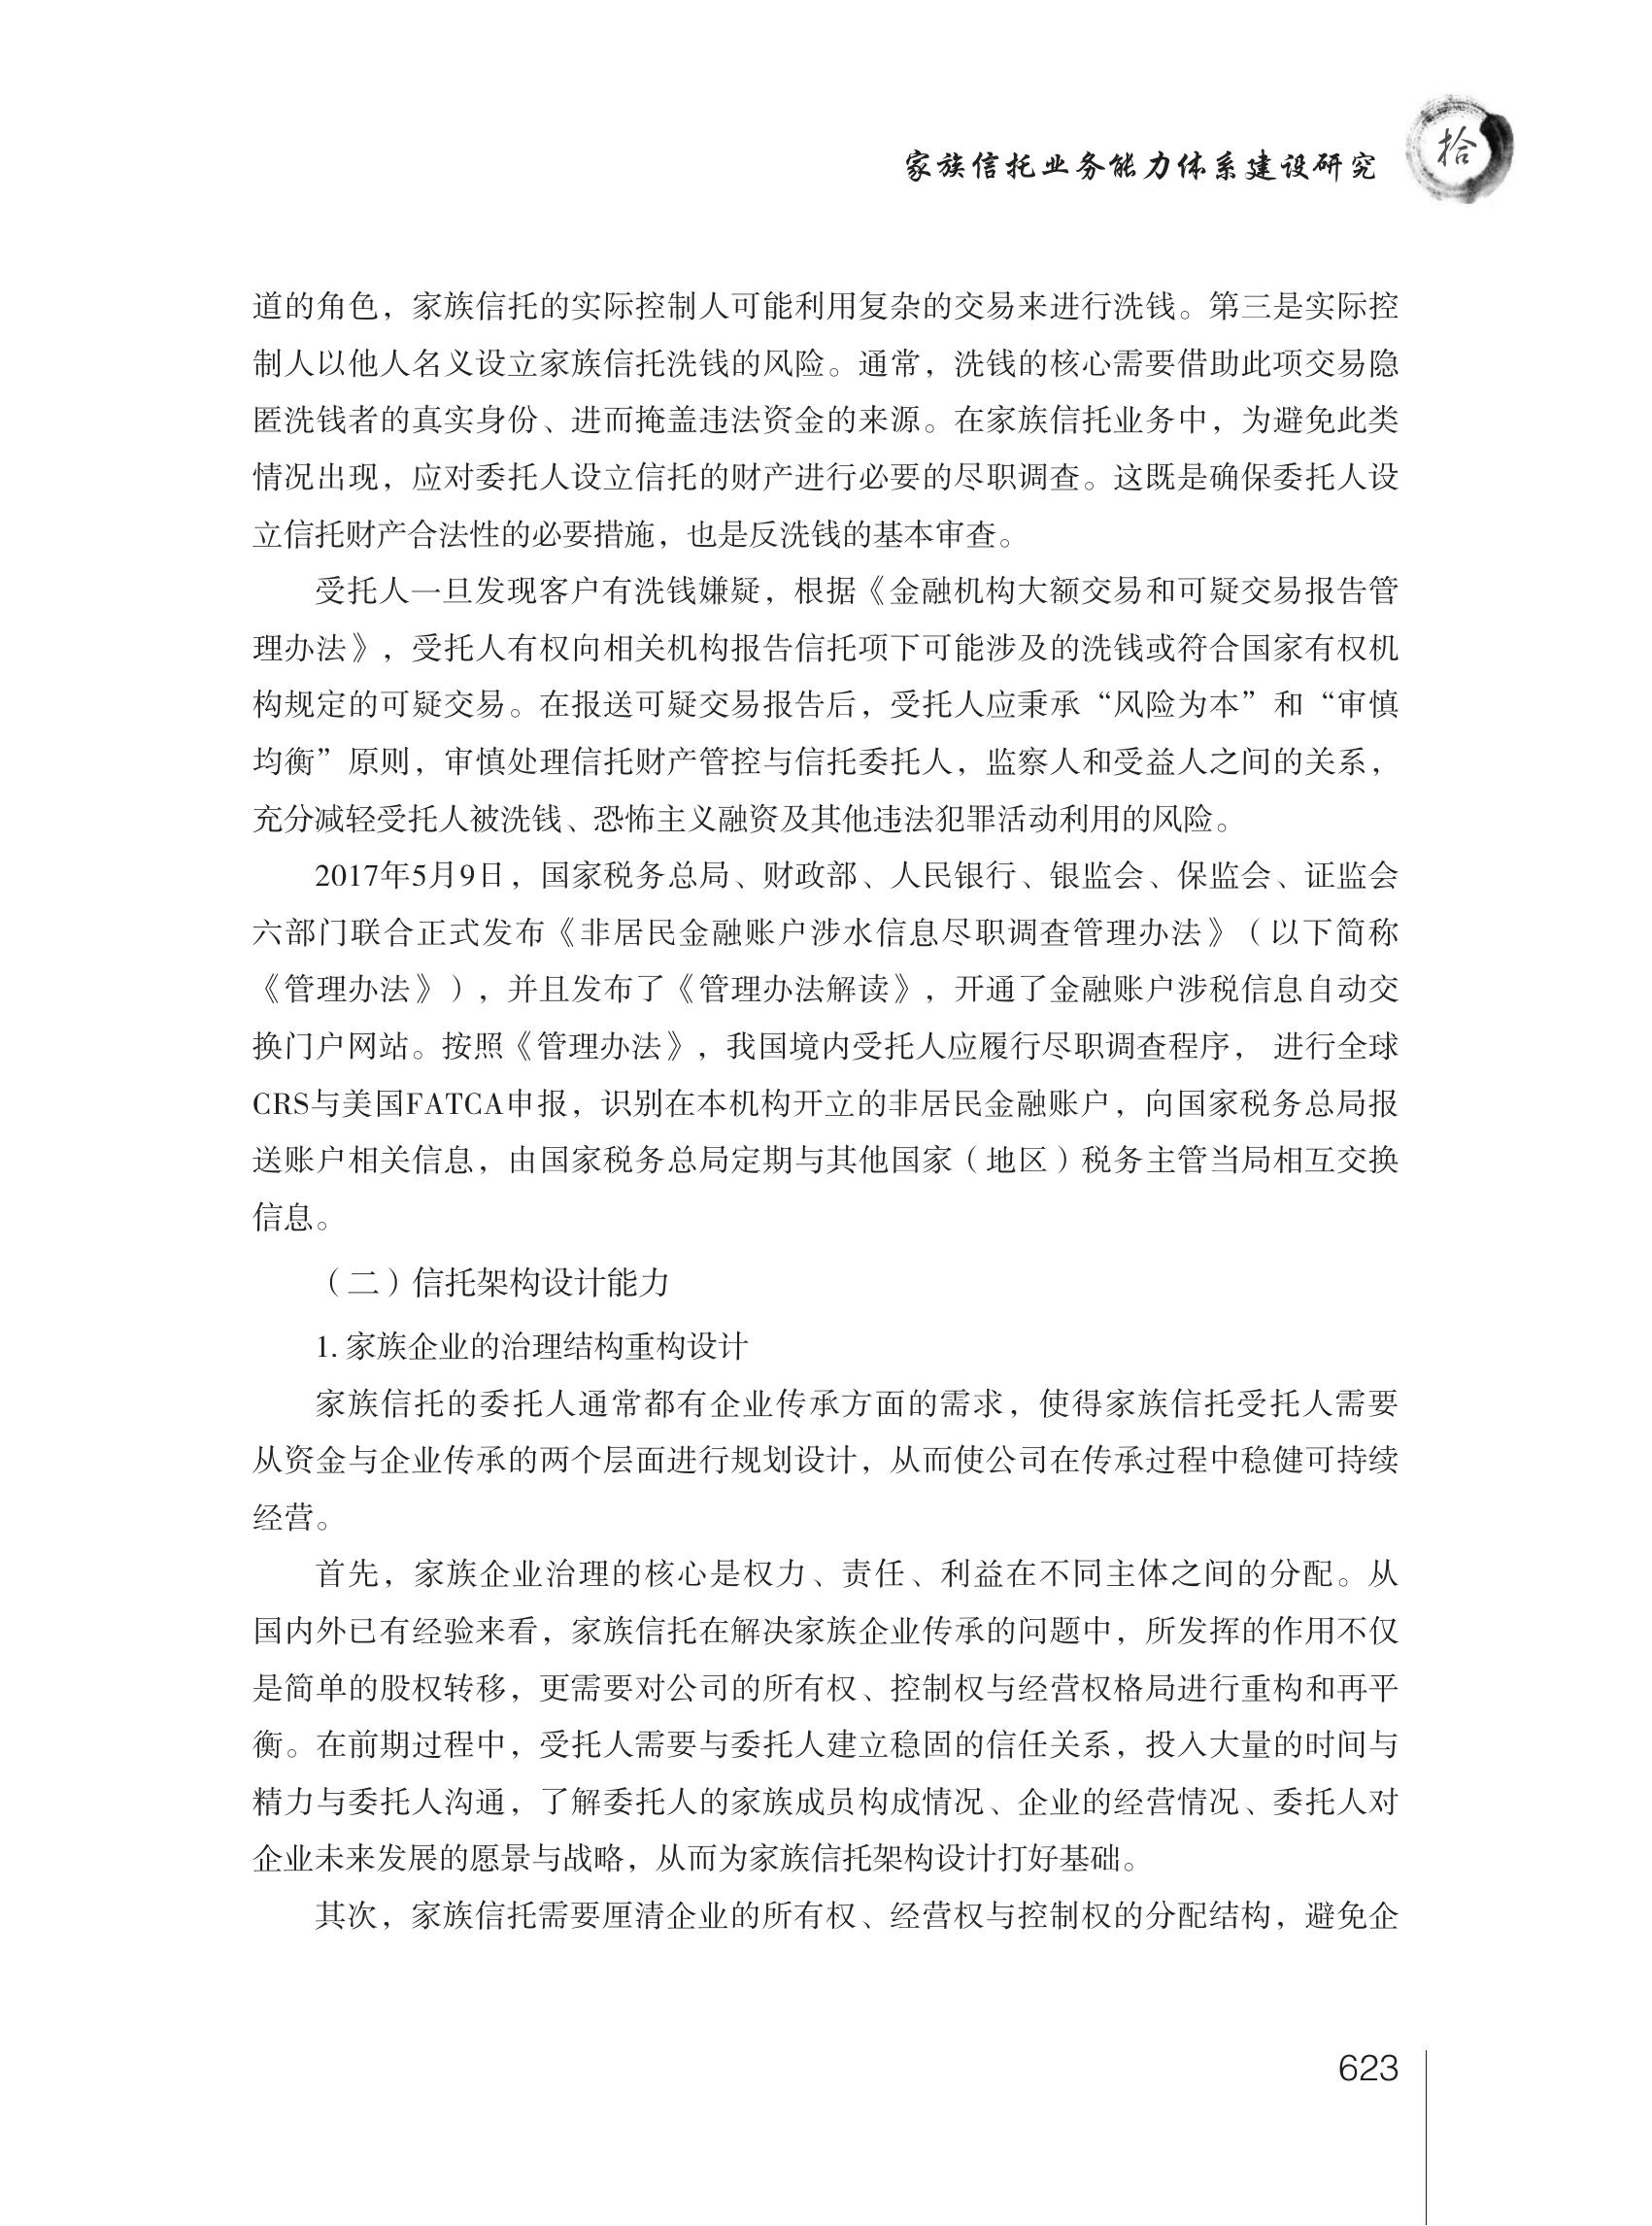 家族信托业务能力体系建设研究
拾
道的角色，家族信托的实际控制人可能利用复杂的交易来进行洗钱。第三是实际控
制人以他人名义设立家族信托洗钱的风险。通常，洗钱的核心需要借助此项交易隐
匿洗钱者的真实身份、进而掩盖违法资金的来源。在家族信托业务中，为避免此类
情况出现，应对委托人设立信托的财产进行必要的尽职调查。这既是确保委托人设
立信托财产合法性的必要措施，也是反洗钱的基本审查。
受托人一旦发现客户有洗钱嫌疑，根据《金融机构大额交易和可疑交易报告管
理办法》，受托人有权向相关机构报告信托项下可能涉及的洗钱或符合国家有权机
构规定的可疑交易。在报送可疑交易报告后，受托人应秉承“风险为本”和“审慎
均衡”原则，审慎处理信托财产管控与信托委托人，监察人和受益人之间的关系，
充分减轻受托人被洗钱、恐怖主义融资及其他违法犯罪活动利用的风险。
2017年5月9日，国家税务总局、财政部、人民银行、银监会、保监会、证监会
六部门联合正式发布《非居民金融账户涉水信息尽职调查管理办法》（以下简称
《管理办法》），并且发布了《管理办法解读》，开通了金融账户涉税信息自动交
换门户网站。按照《管理办法》，我国境内受托人应履行尽职调查程序， 进行全球
CRS与美国FATCA申报，识别在本机构开立的非居民金融账户，向国家税务总局报
送账户相关信息，由国家税务总局定期与其他国家（地区）税务主管当局相互交换
信息。
（二）信托架构设计能力
1. 家族企业的治理结构重构设计
家族信托的委托人通常都有企业传承方面的需求，使得家族信托受托人需要
从资金与企业传承的两个层面进行规划设计，从而使公司在传承过程中稳健可持续
经营。
首先，家族企业治理的核心是权力、责任、利益在不同主体之间的分配。从
国内外已有经验来看，家族信托在解决家族企业传承的问题中，所发挥的作用不仅
是简单的股权转移，更需要对公司的所有权、控制权与经营权格局进行重构和再平
衡。在前期过程中，受托人需要与委托人建立稳固的信任关系，投入大量的时间与
精力与委托人沟通，了解委托人的家族成员构成情况、企业的经营情况、委托人对
企业未来发展的愿景与战略，从而为家族信托架构设计打好基础。
其次，家族信托需要厘清企业的所有权、经营权与控制权的分配结构，避免企
623